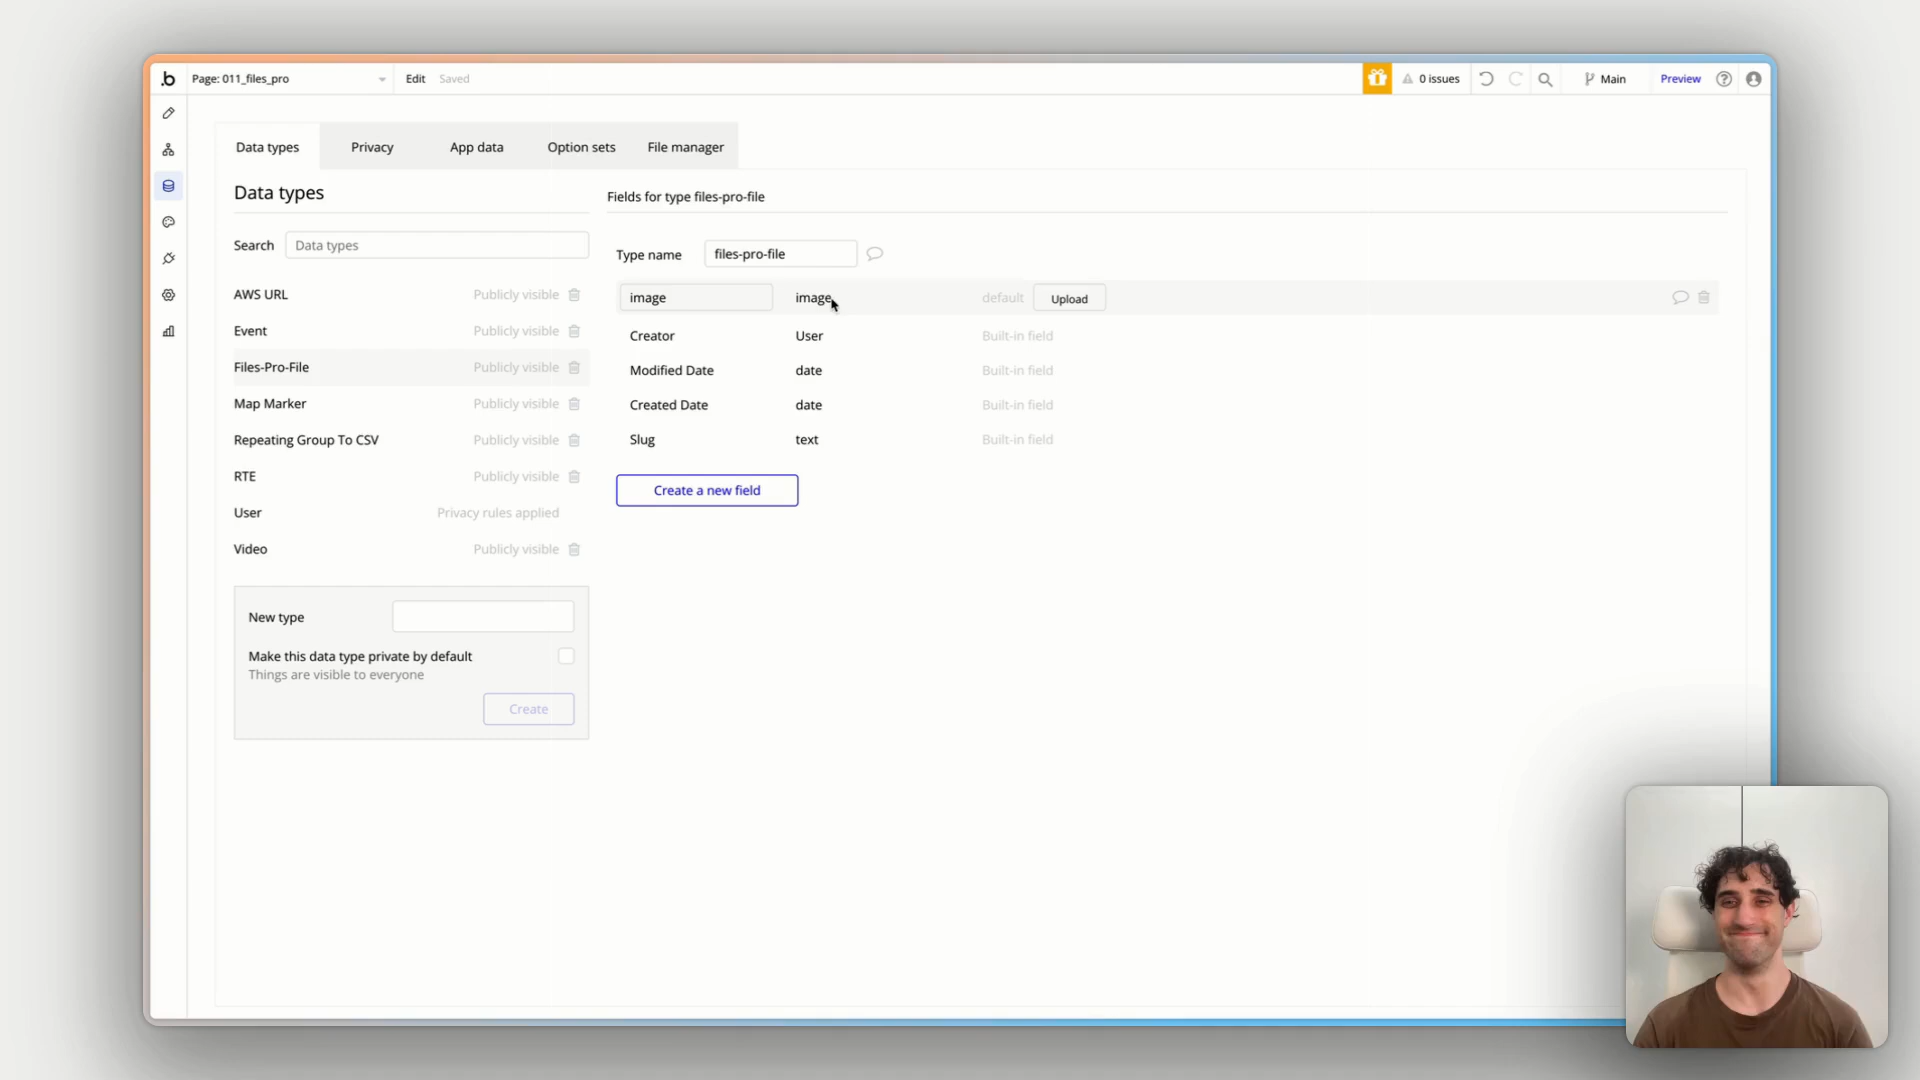 .b Page: 011_files_pro Edit Saved 0 issues Main Preview
Data types Privacy App data Option sets File manager
Data types
Search Data types
AWS URL Publicly visible
Event Publicly visible
Files-Pro-File Publicly visible
Map Marker Publicly visible
Repeating Group To CSV Publicly visible
RTE Publicly visible
User Privacy rules applied
Video Publicly visible
New type
Make this data type private by default
Things are visible to everyone
Create
Fields for type files-pro-file
Type name files-pro-file
image image default Upload
Creator User Built-in field
Modified Date date Built-in field
Created Date date Built-in field
Slug text Built-in field
Create a new field